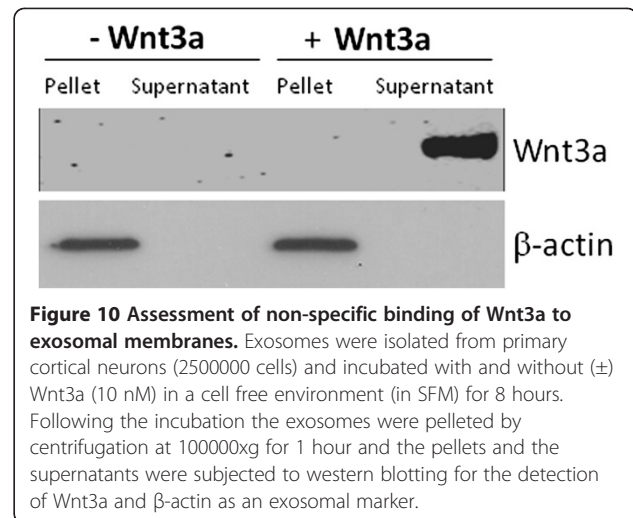 - Wnt3a + Wnt3a
Pellet Supernatant Pellet Supernatant
Wnt3a
β-actin
Figure 10 Assessment of non-specific binding of Wnt3a to
exosomal membranes. Exosomes were isolated from primary
cortical neurons (2500000 cells) and incubated with and without (±)
Wnt3a (10 nM) in a cell free environment (in SFM) for 8 hours.
Following the incubation the exosomes were pelleted by
centrifugation at 100000xg for 1 hour and the pellets and the
supernatants were subjected to western blotting for the detection
of Wnt3a and β-actin as an exosomal marker.